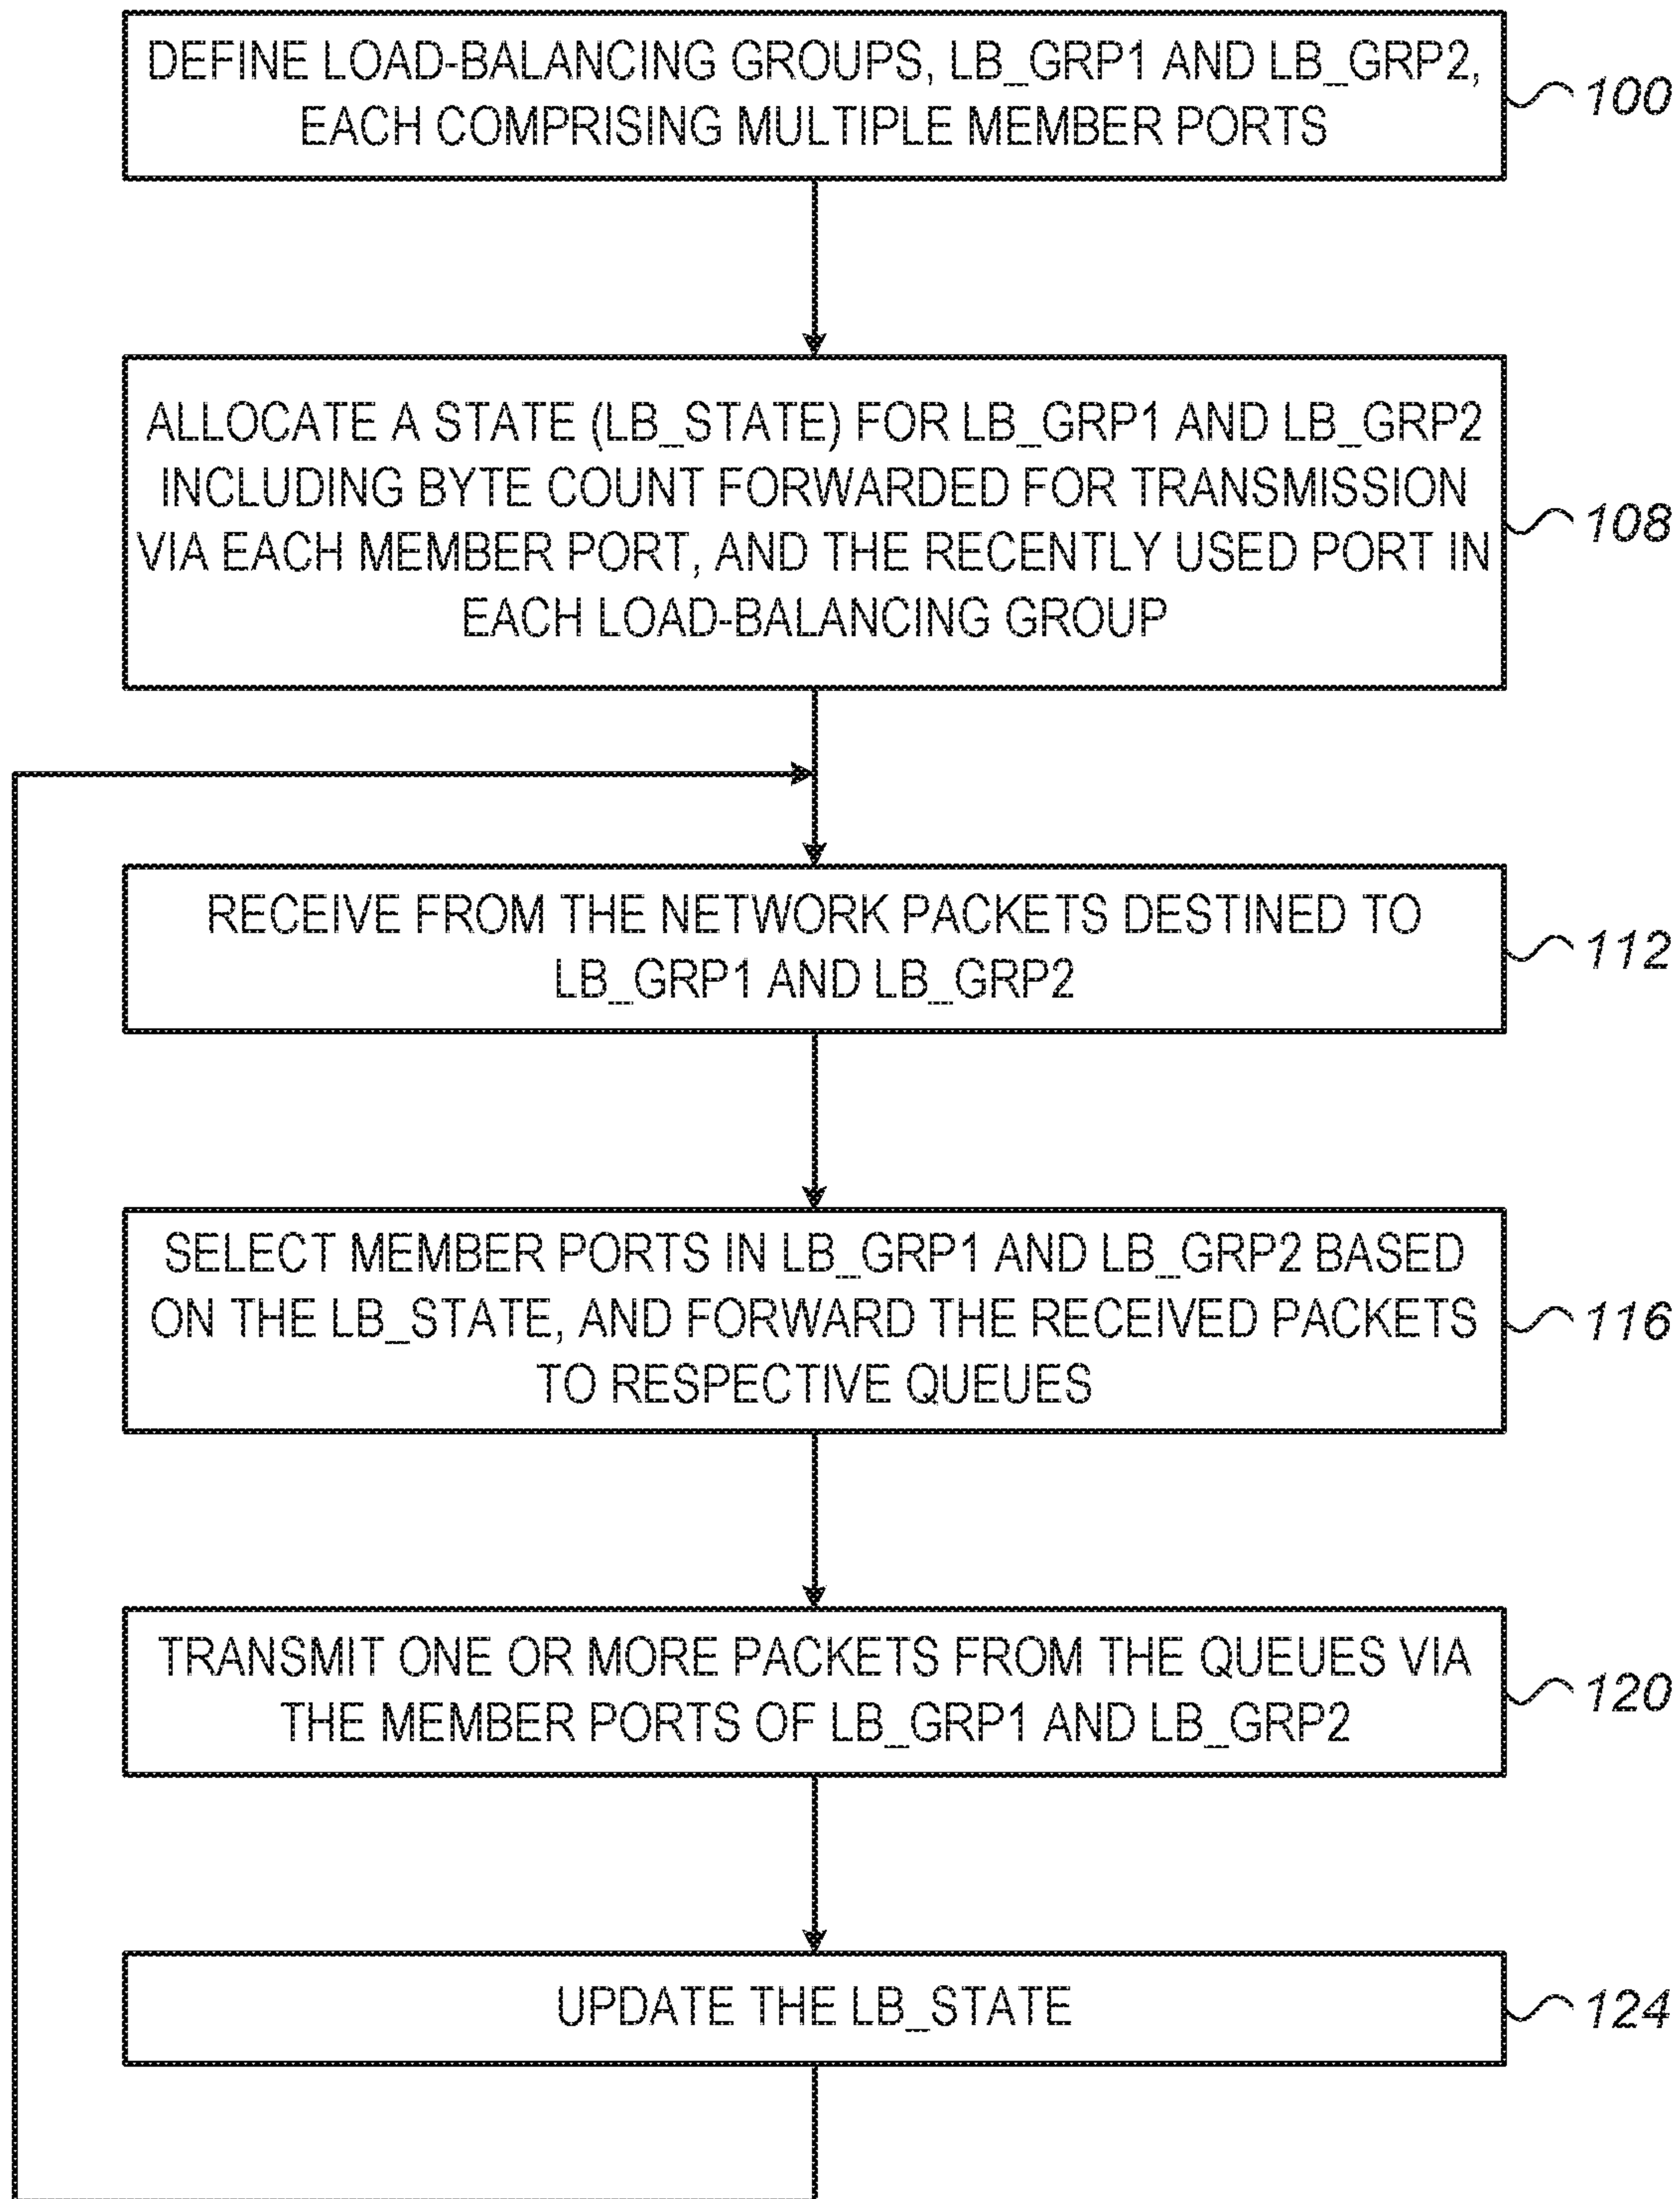 DEFINE LOAD-BALANCING GROUPS, LB_GRP1 AND LB_GRP2,
EACH COMPRISING MULTIPLE MEMBER PORTS
100
ALLOCATE A STATE (LB_STATE) FOR LB_GRP1 AND LB_GRP2
INCLUDING BYTE COUNT FORWARDED FOR TRANSMISSION
VIA EACH MEMBER PORT, AND THE RECENTLY USED PORT IN
EACH LOAD-BALANCING GROUP
108
RECEIVE FROM THE NETWORK PACKETS DESTINED TO
LB_GRP1 AND LB_GRP2
112
SELECT MEMBER PORTS IN LB_GRP1 AND LB_GRP2 BASED
ON THE LB_STATE, AND FORWARD THE RECEIVED PACKETS
TO RESPECTIVE QUEUES
116
TRANSMIT ONE OR MORE PACKETS FROM THE QUEUES VIA
THE MEMBER PORTS OF LB_GRP1 AND LB_GRP2
120
UPDATE THE LB_STATE
124